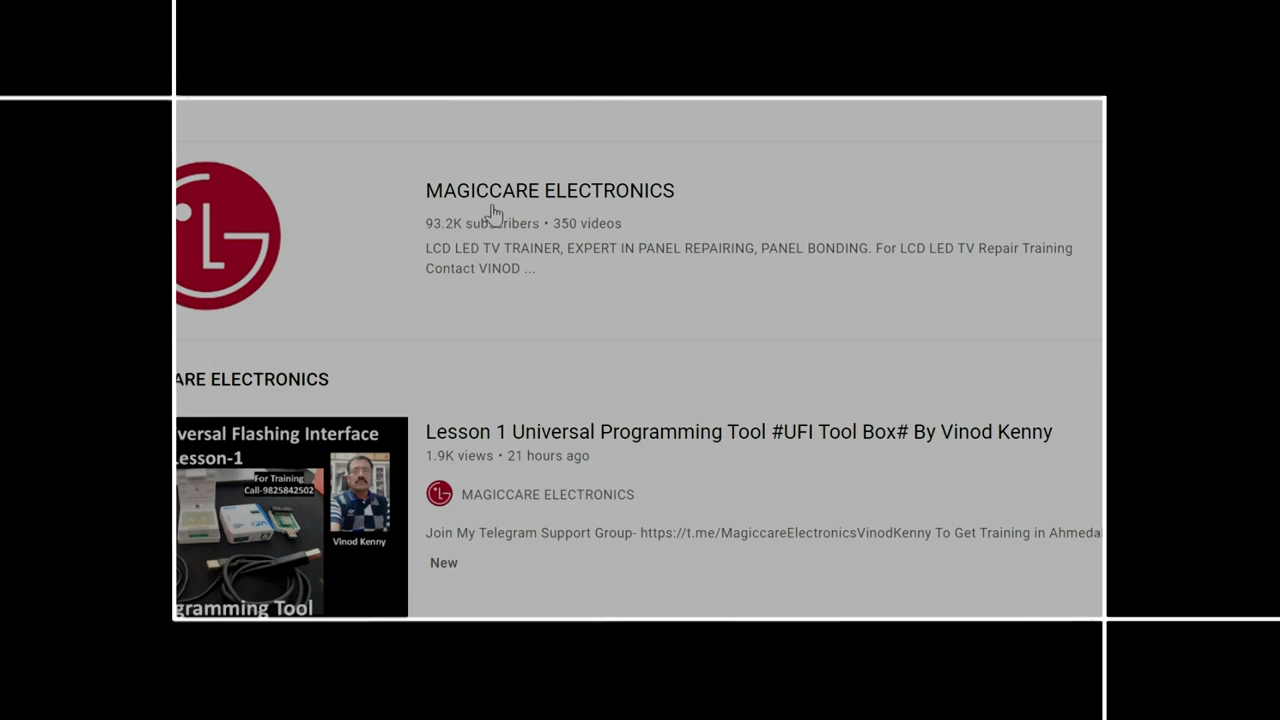 MAGICCARE ELECTRONICS
93.2K subscribers • 350 videos
LCD LED TV TRAINER, EXPERT IN PANEL REPAIRING, PANEL BONDING. For LCD LED TV Repair Training
Contact VINOD ...
ARE ELECTRONICS
versal Flashing Interface
Lesson-1
For Training
Call-9825842502
Vinod Kenny
gramming Tool
Lesson 1 Universal Programming Tool #UFI Tool Box# By Vinod Kenny
1.9K views • 21 hours ago
MAGICCARE ELECTRONICS
Join My Telegram Support Group- https://t.me/MagiccareElectronicsVinodKenny To Get Training in Ahmeda
New